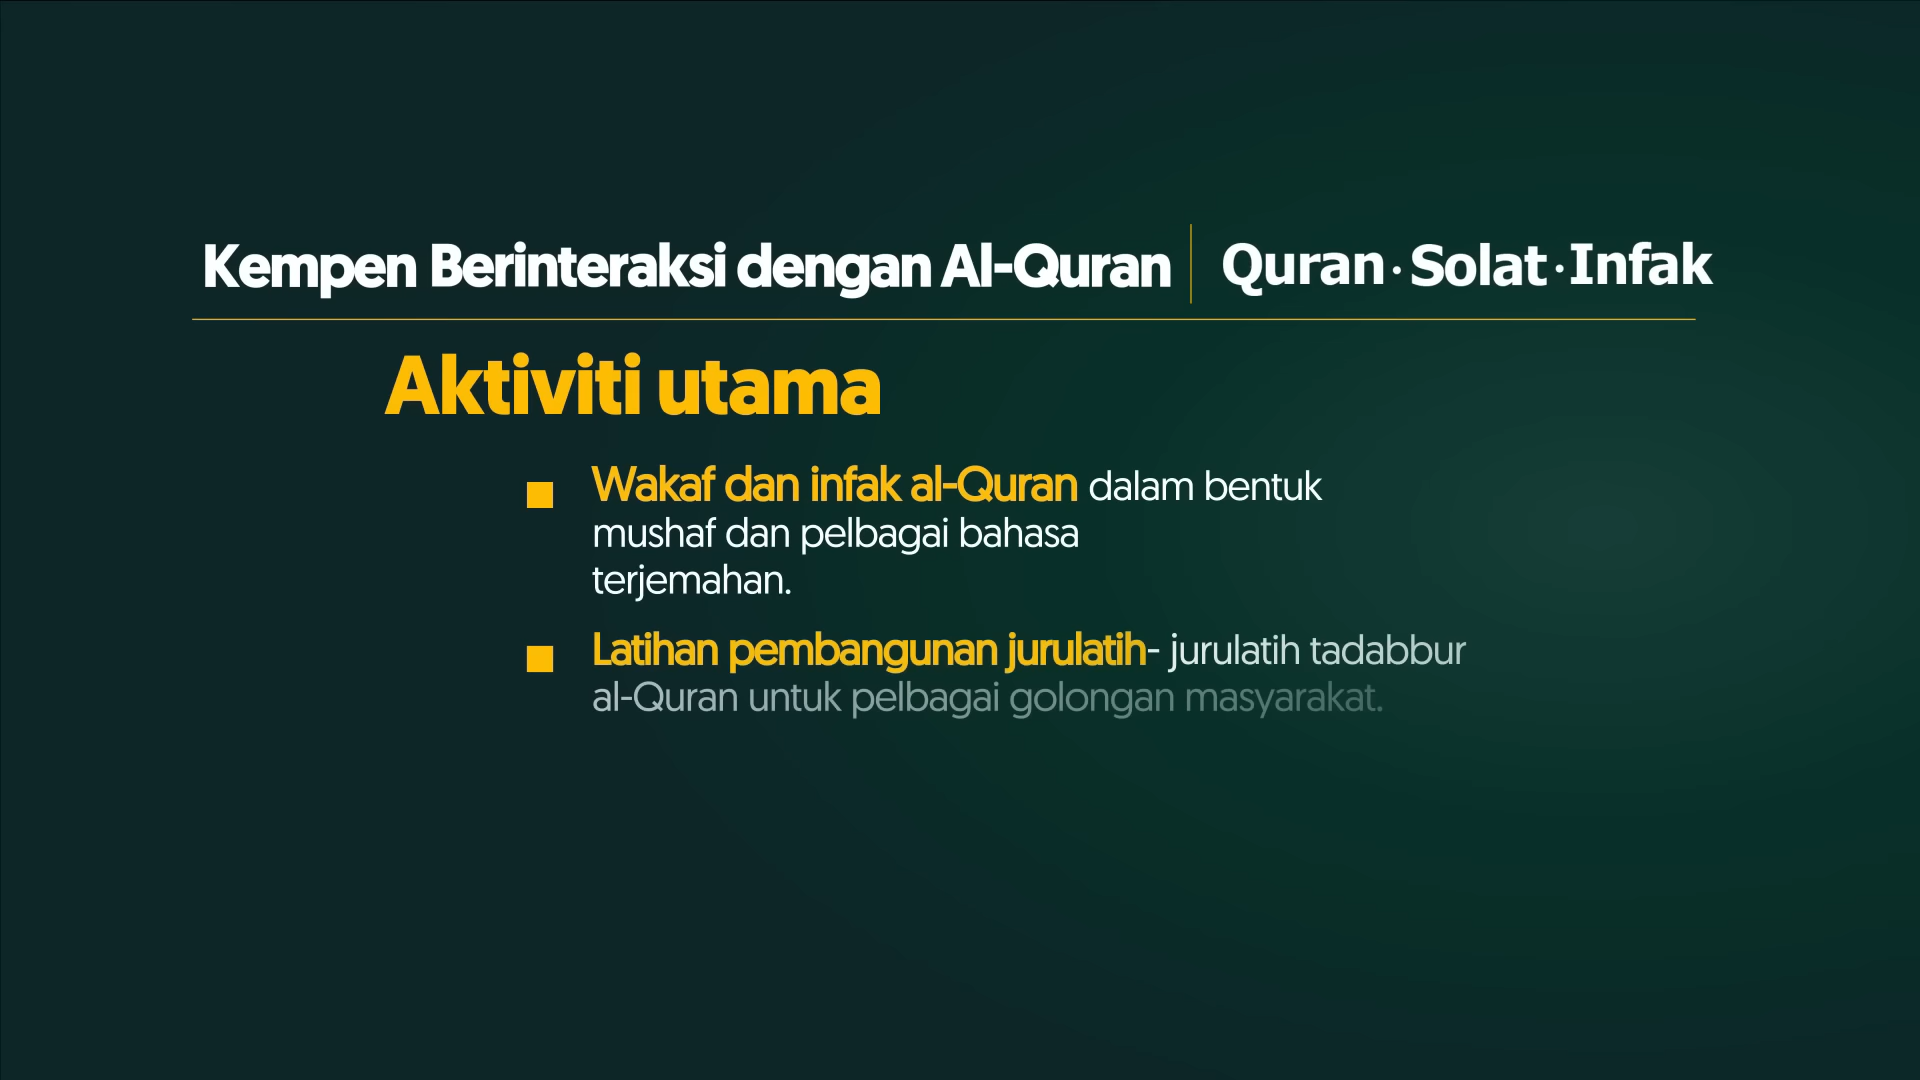 Kempen Berinteraksi dengan Al-Quran Quran · Solat · Infak
Aktiviti utama
Wakaf dan infak al-Quran dalam bentuk
mushaf dan pelbagai bahasa
terjemahan.
Latihan pembangunan jurulatih- jurulatih tadabbur
al-Quran untuk pelbagai golongan masyarakat.